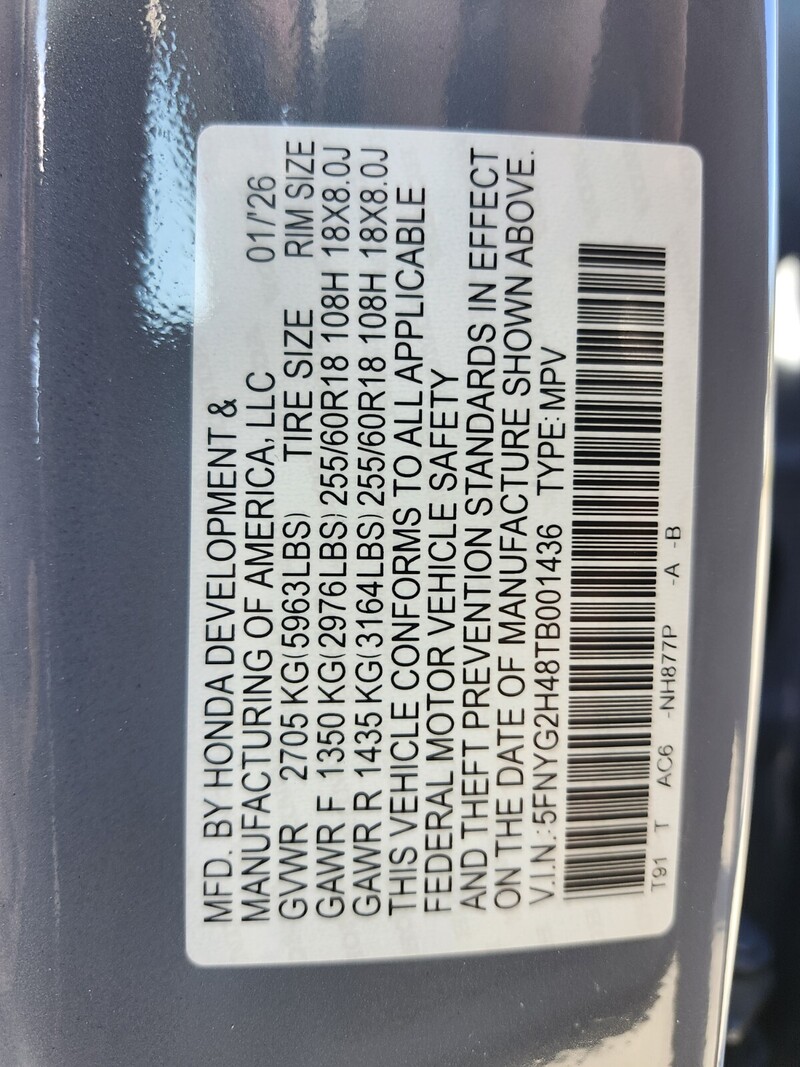 MFD. BY HONDA DEVELOPMENT &
MANUFACTURING OF AMERICA, LLC 01/'26
GVWR 2705 KG(5963LBS) TIRE SIZE RIM SIZE
GAWR F 1350 KG(2976LBS) 255/60R18 108H 18X8.0J
GAWR R 1435 KG(3164LBS) 255/60R18 108H 18X8.0J
THIS VEHICLE CONFORMS TO ALL APPLICABLE
FEDERAL MOTOR VEHICLE SAFETY
AND THEFT PREVENTION STANDARDS IN EFFECT
ON THE DATE OF MANUFACTURE SHOWN ABOVE.
V.I.N.:5FNYG2H48TB001436 TYPE: MPV
T91 T AC6 -NH877P -A -B